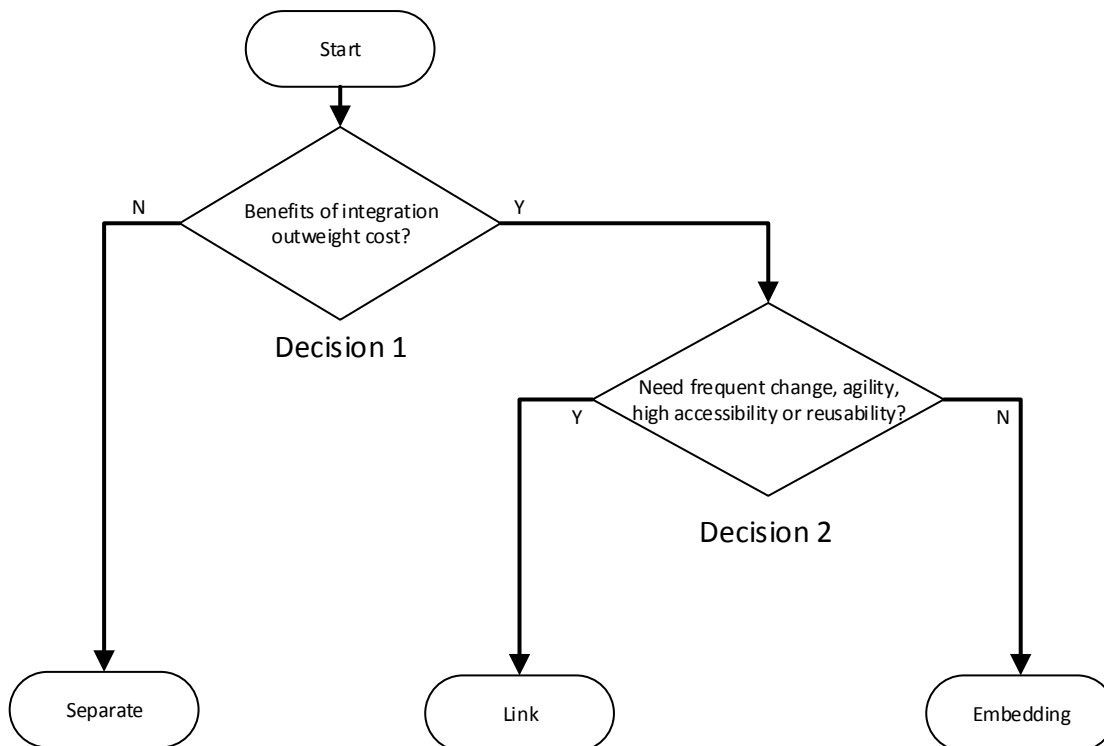 Start
N
Benefits of integration
outweight cost?
Y
Decision 1
Need frequent change, agility,
high accessibility or reusability?
Y
N
Decision 2
Separate
Link
Embedding